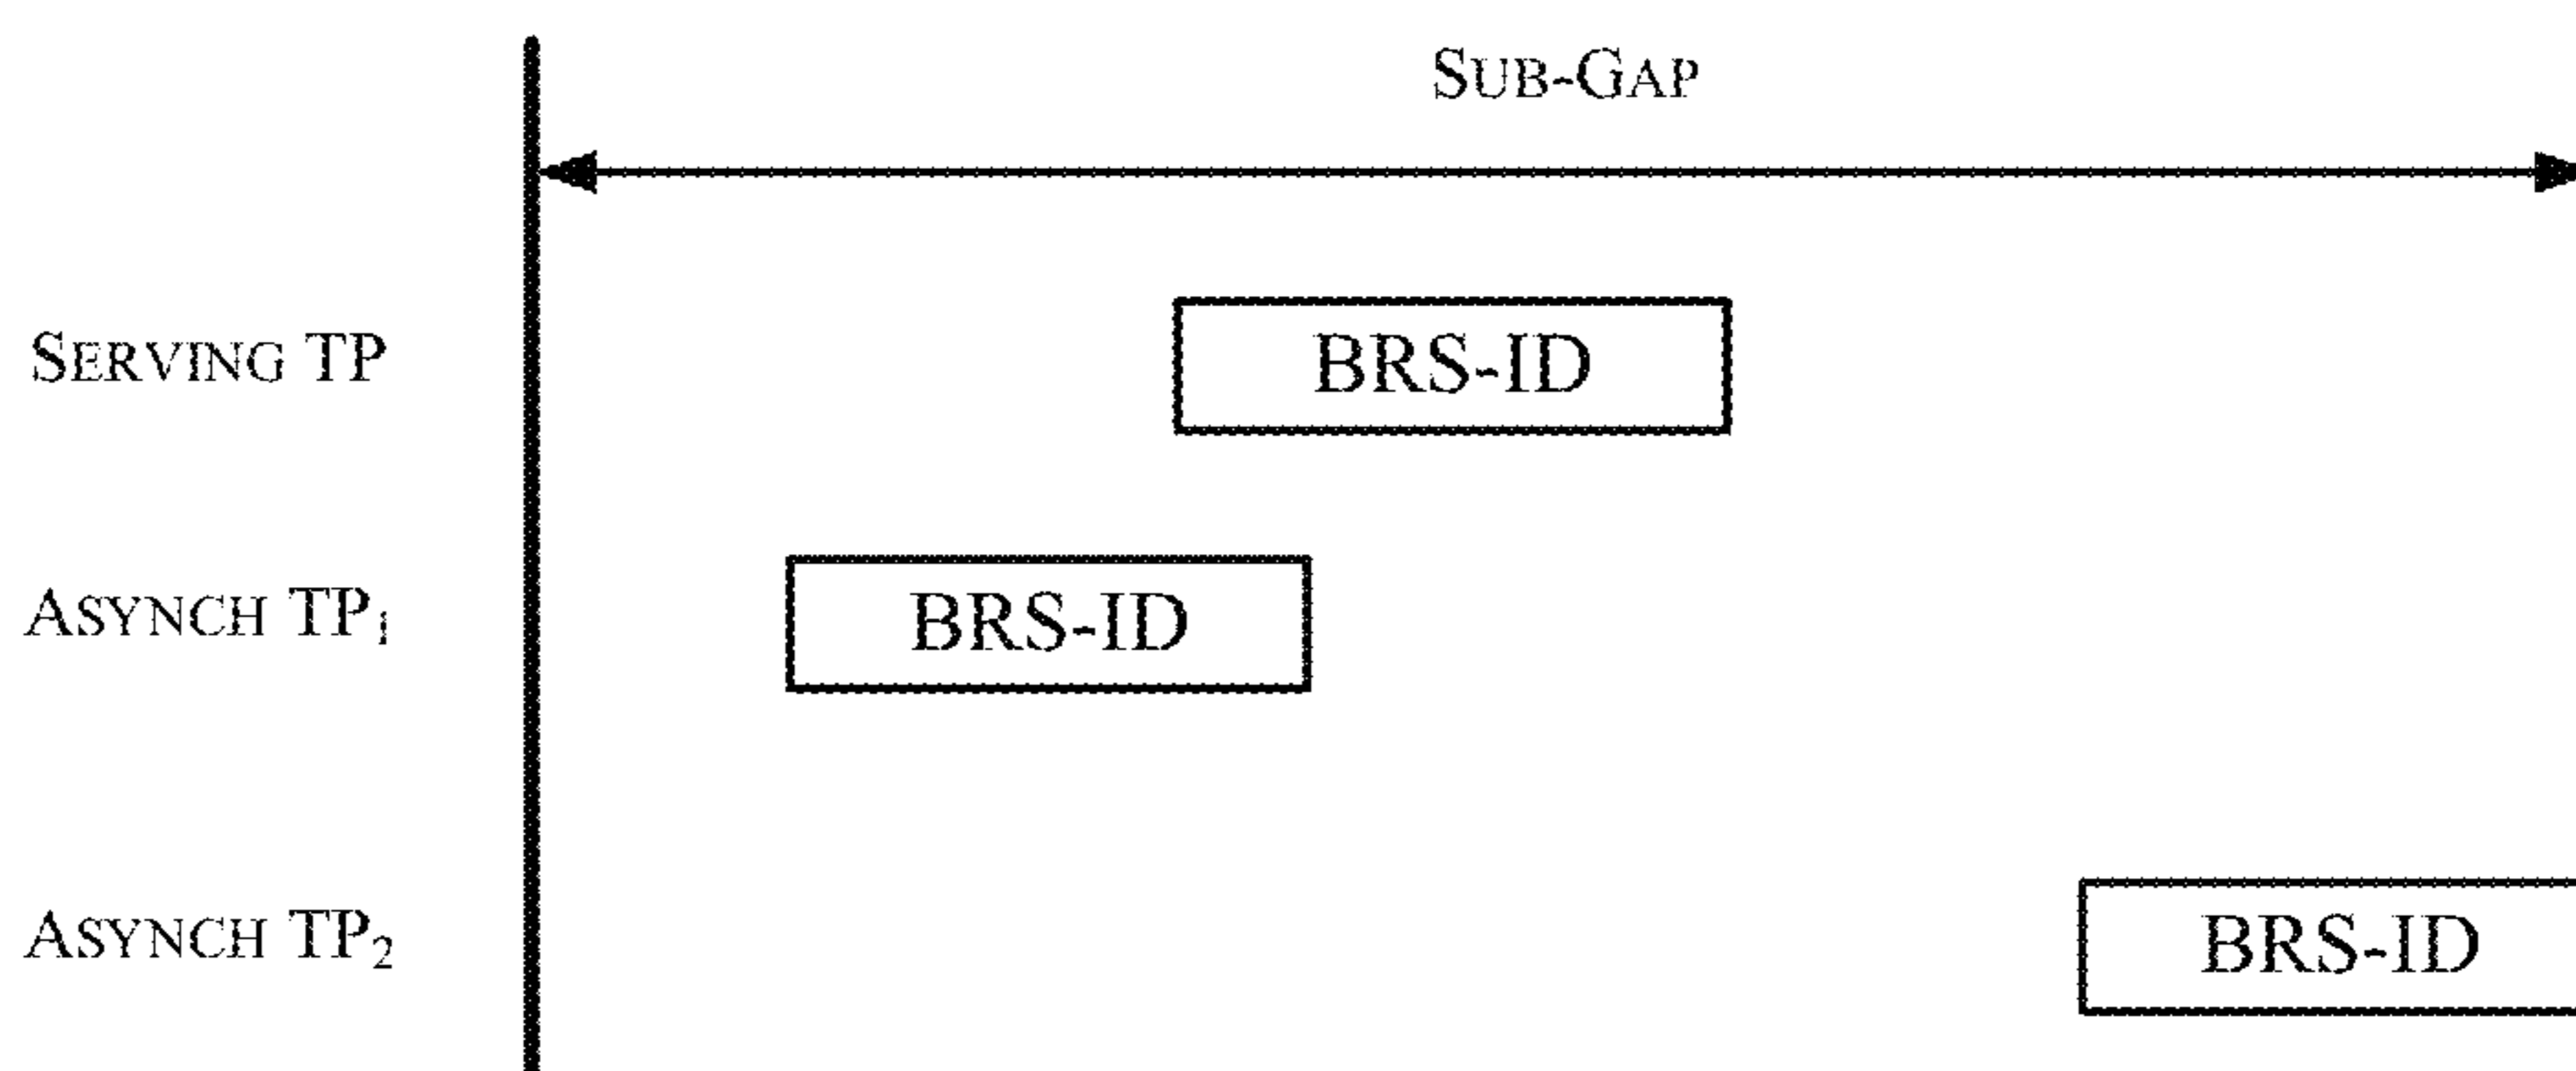 SUB-GAP
SERVING TP
BRS-ID
ASYNCH TP1
BRS-ID
ASYNCH TP2
BRS-ID